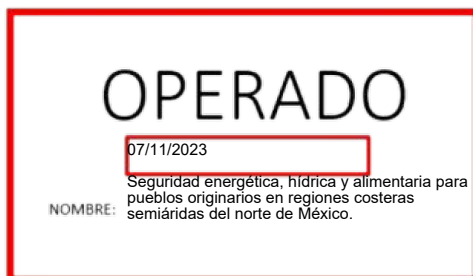 OPERADO
07/11/2023
Seguridad energética, hídrica y alimentaria para
pueblos originarios en regiones costeras
NOMBRE: semiáridas del norte de México.